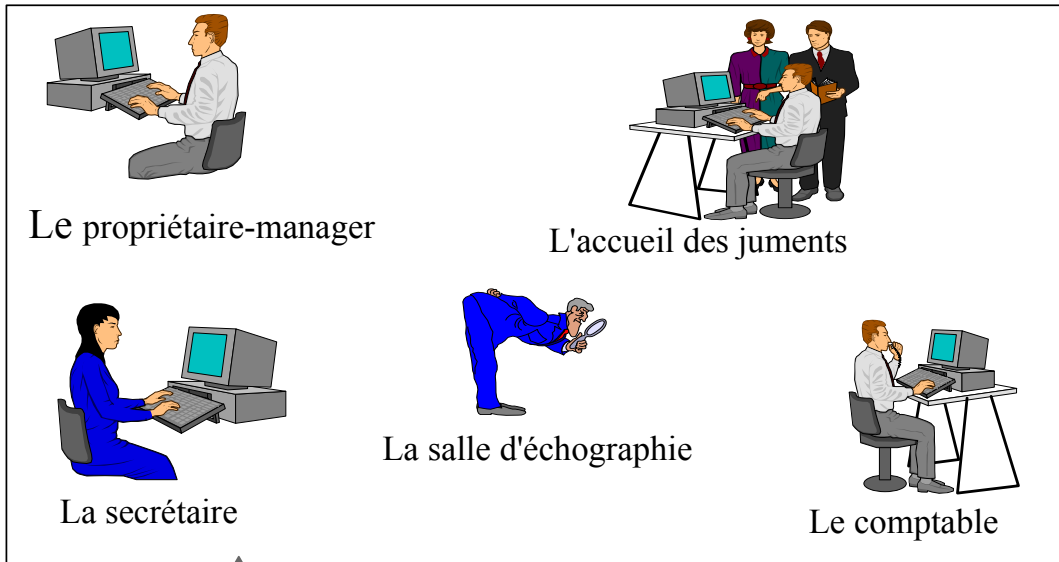 Le propriétaire-manager
L'accueil des juments
La salle d'échographie
La secrétaire
Le comptable